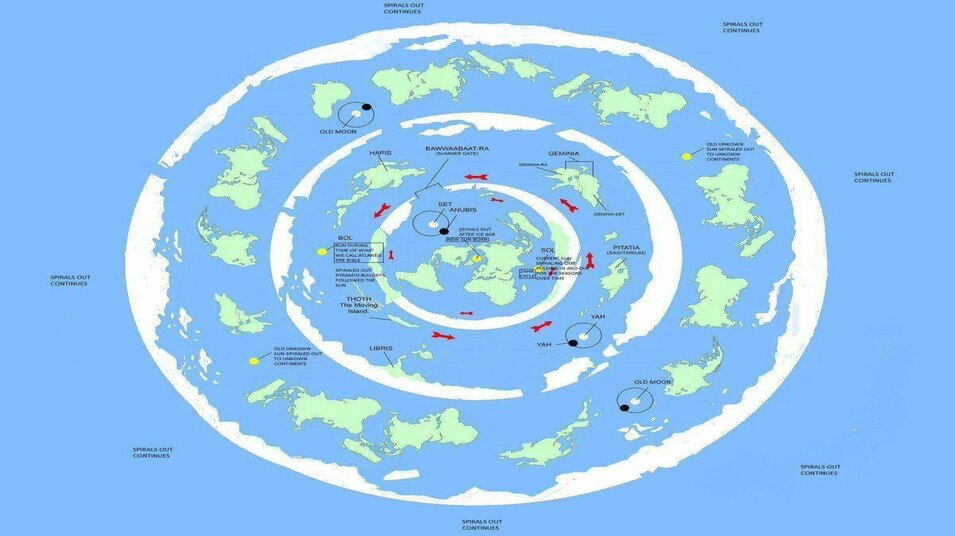 SPIRALS OUT
CONTINUES
SPIRALS OUT
CONTINUES
OLD MOON
BAWWAABAAT-RA
(SUMMER GATE)
HAPIS
GEMINIA
GEMINIA-RA
GEMINIA-SET
OLD UNKOWN
SUN SPIRALED OUT
TO UNKOWN
CONTINENTS
SPIRALS OUT
CONTINUES
SET
ANUBIS
SPIRALS OUT
AFTER ICE AGE
(NEW SUN BORN)
BOL
SUN DURING
TIME OF WHAT
WE CALL ATLANTIS
PRE BIBLE
SPIRALED OUT
PYRAMID BUILDERS
FOLLOWED THE
SUN
SOL
CURRENT SUN
SPIRALING OUT
PULSING IN AND OUT
FOR THE SEASONS
OVER TIME
CYCLE
PITATIA
(SAGITARIUM)
SPIRALS OUT
CONTINUES
THOTH
The Moving
Island.
YAH
YAH
LIBRIS
OLD UNKOWN
SUN SPIRALED OUT
TO UNKOWN
CONTINENTS
OLD MOON
SPIRALS OUT
CONTINUES
SPIRALS OUT
CONTINUES
SPIRALS OUT
CONTINUES